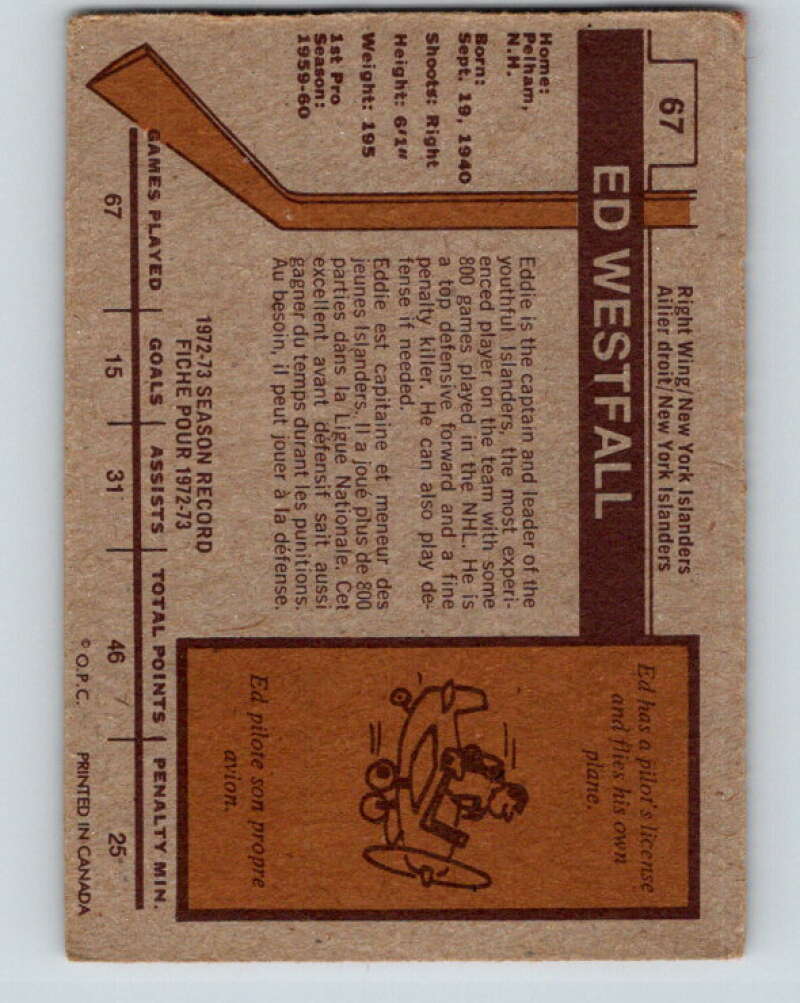 67
Right Wing/New York Islanders
Ailier droit/New York Islanders
ED WESTFALL
Home:
Pelham,
N.H.
Born:
Sept. 19, 1940
Shoots: Right
Height: 6'1"
Weight: 195
1st Pro
Season:
1959-60
Eddie is the captain and leader of the
youthful Islanders, the most experi-
enced player on the team with some
800 games played in the NHL. He is
a top defensive forward and a fine
penalty killer. He can also play de-
fense if needed.
Eddie est capitaine et meneur des
jeunes Islanders. Il a joué plus de 800
parties dans la Ligue Nationale. Cet
excellent avant défensif sait aussi
gagner du temps durant les punitions.
Au besoin, il peut jouer à la défense.
Ed has a pilot's license
and flies his own
plane.
Ed pilote son propre
avion.
1972-73 SEASON RECORD
FICHE POUR 1972-73
GAMES PLAYED GOALS ASSISTS TOTAL POINTS PENALTY MIN.
67 15 31 46 25
© O.P.C. PRINTED IN CANADA